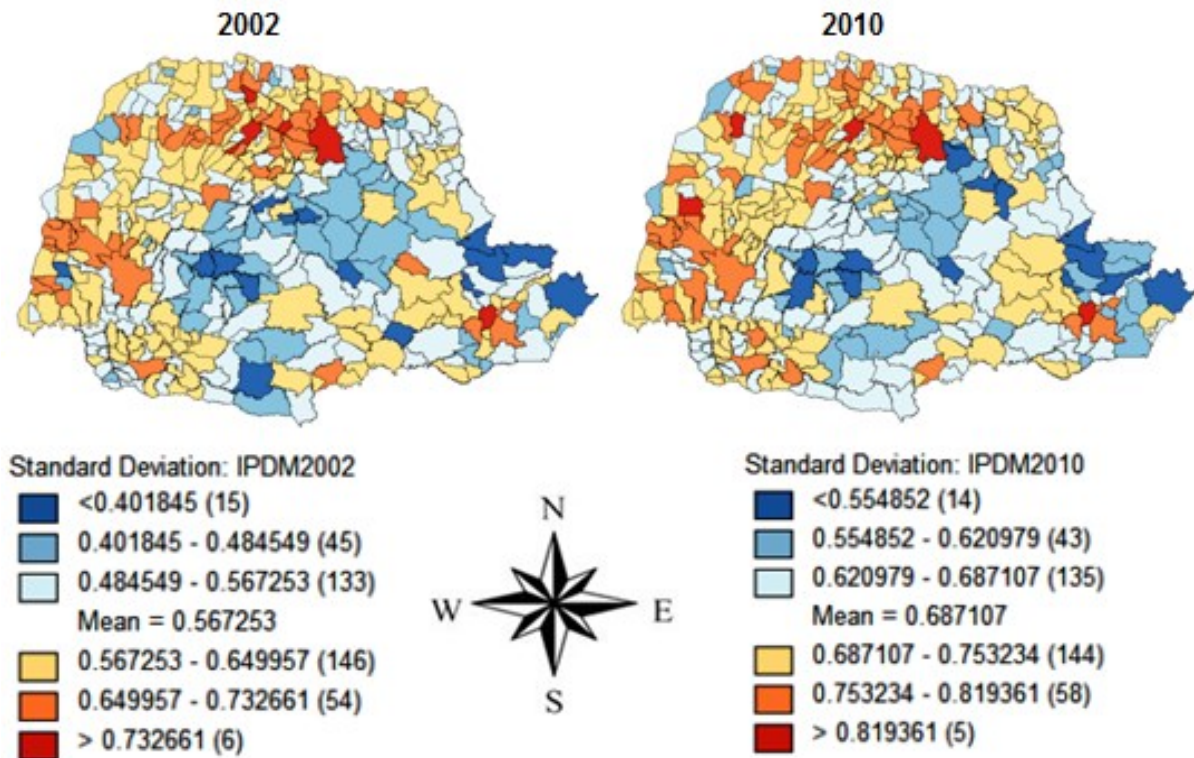 2002
2010
Standard Deviation: IPDM2002
<0.401845 (15)
0.401845 - 0.484549 (45)
0.484549 - 0.567253 (133)
Mean = 0.567253
0.567253 - 0.649957 (146)
0.649957 - 0.732661 (54)
> 0.732661 (6)
N
W
E
S
Standard Deviation: IPDM2010
<0.554852 (14)
0.554852 - 0.620979 (43)
0.620979 - 0.687107 (135)
Mean = 0.687107
0.687107 - 0.753234 (144)
0.753234 - 0.819361 (58)
> 0.819361 (5)